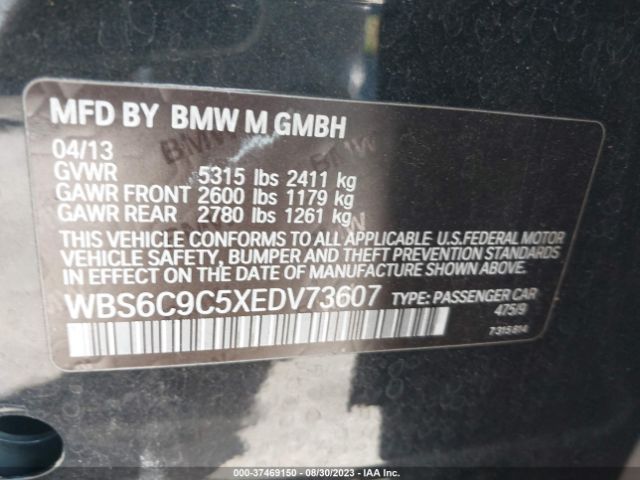 MFD BY BMW M GMBH
04/13
GVWR 5315 lbs 2411 kg
GAWR FRONT 2600 lbs 1179 kg
GAWR REAR 2780 lbs 1261 kg
THIS VEHICLE CONFORMS TO ALL APPLICABLE U.S.FEDERAL MOTOR
VEHICLE SAFETY, BUMPER AND THEFT PREVENTION STANDARDS
IN EFFECT ON THE DATE OF MANUFACTURE SHOWN ABOVE.
WBS6C9C5XEDV73607 TYPE: PASSENGER CAR
475/9
7 315 814
000-37469150 - 08/30/2023 - IAA Inc.